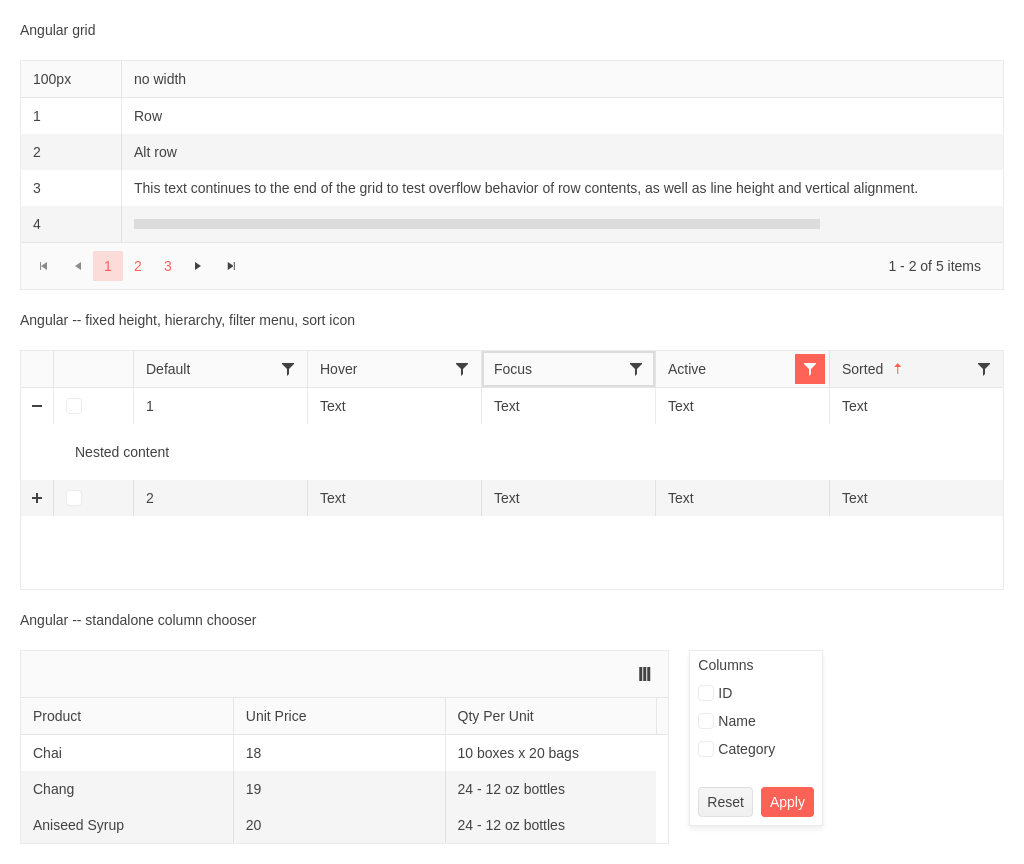 Angular grid
100px no width
1 Row
2 Alt row
3 This text continues to the end of the grid to test overflow behavior of row contents, as well as line height and vertical alignment.
4
1 2 3 1 - 2 of 5 items
Angular -- fixed height, hierarchy, filter menu, sort icon
Default Hover Focus Active Sorted
1 Text Text Text Text
Nested content
2 Text Text Text Text
Angular -- standalone column chooser
Product Unit Price Qty Per Unit
Chai 18 10 boxes x 20 bags
Chang 19 24 - 12 oz bottles
Aniseed Syrup 20 24 - 12 oz bottles
Columns
ID
Name
Category
Reset Apply